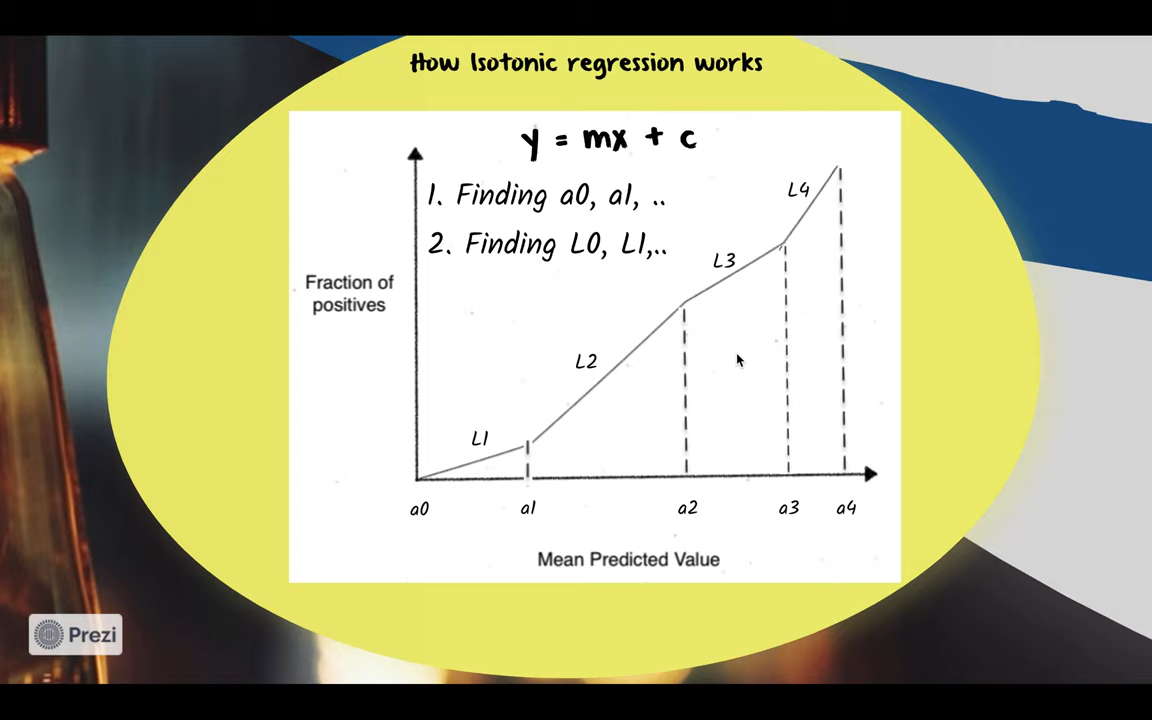 How Isotonic regression works
y = mx + c
1. Finding a0, a1, ..
2. Finding L0, L1,..
L4
L3
Fraction of
positives
L2
L1
a0 a1 a2 a3 a4
Mean Predicted Value
Prezi